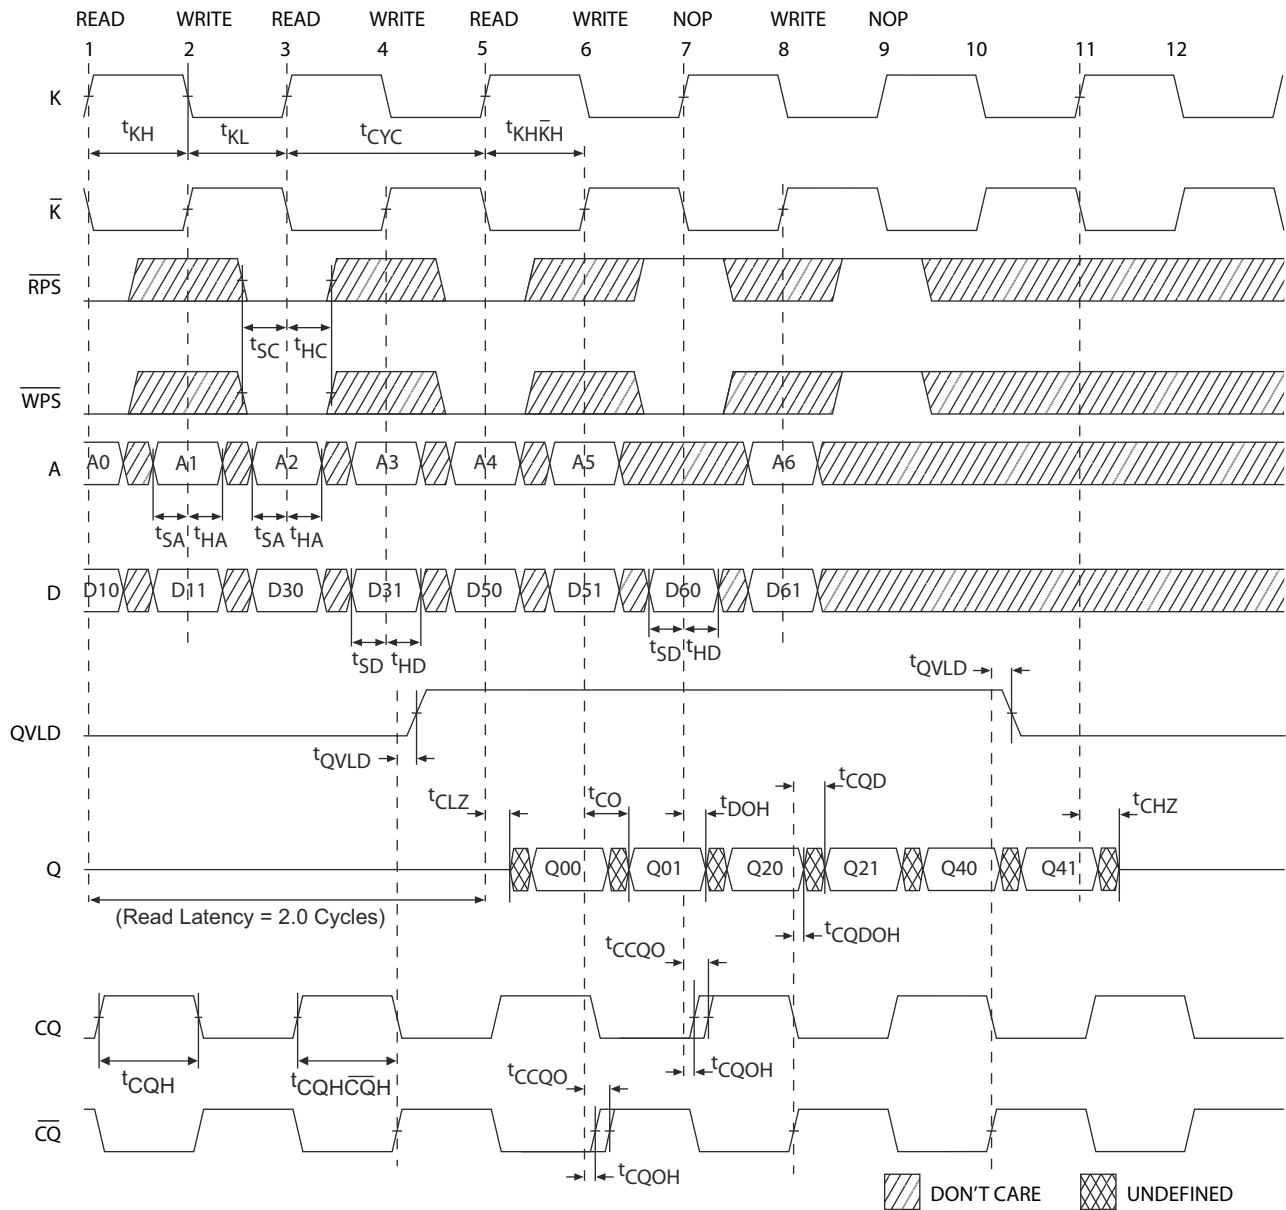 READ WRITE READ WRITE READ WRITE NOP WRITE NOP
1 2 3 4 5 6 7 8 9 10 11 12
K
tKH tKL tCYC tKHK̅H
K̅
R̅P̅S̅
tSC tHC
W̅P̅S̅
A A0 A1 A2 A3 A4 A5 A6
tSA tHA tSA tHA
D D10 D11 D30 D31 D50 D51 D60 D61
tSD tHD tSD tHD
tQVLD
QVLD
tQVLD
tCLZ tCO tDOH tCQD tCHZ
Q Q00 Q01 Q20 Q21 Q40 Q41
(Read Latency = 2.0 Cycles)
tCQDOH
tCCQO
CQ
tCQH tCQHC̅Q̅H tCCQO tCQOH
C̅Q̅
tCQOH
DON'T CARE UNDEFINED